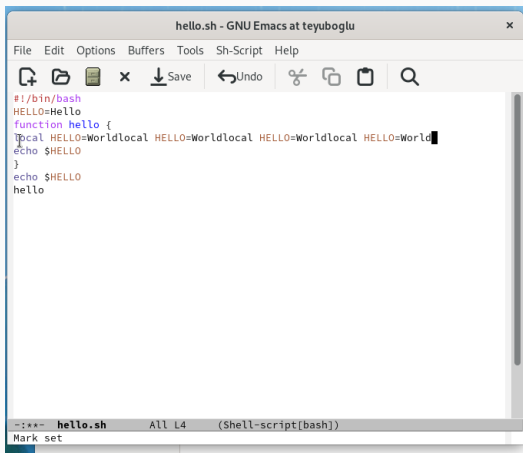 hello.sh - GNU Emacs at teyuboglu ×
File Edit Options Buffers Tools Sh-Script Help
Save Undo
#!/bin/bash
HELLO=Hello
function hello {
local HELLO=Worldlocal HELLO=Worldlocal HELLO=Worldlocal HELLO=World
echo $HELLO
}
echo $HELLO
hello
-:**- hello.sh All L4 (Shell-script[bash])
Mark set